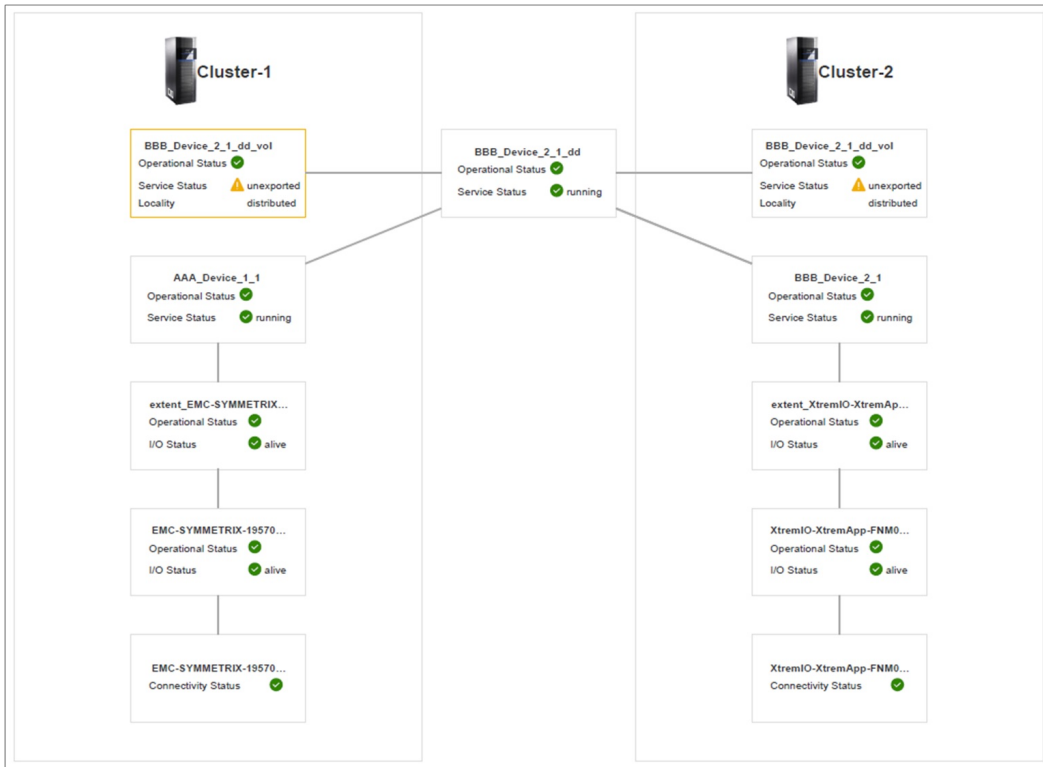 Cluster-1
BBB_Device_2_1_dd_vol
Operational Status
Service Status unexported
Locality distributed
AAA_Device_1_1
Operational Status
Service Status running
extent_EMC-SYMMETRIX...
Operational Status
I/O Status alive
EMC-SYMMETRIX-19570...
Operational Status
I/O Status alive
EMC-SYMMETRIX-19570...
Connectivity Status
BBB_Device_2_1_dd
Operational Status
Service Status running
Cluster-2
BBB_Device_2_1_dd_vol
Operational Status
Service Status unexported
Locality distributed
BBB_Device_2_1
Operational Status
Service Status running
extent_XtremIO-XtremAp...
Operational Status
I/O Status alive
XtremIO-XtremApp-FNM0...
Operational Status
I/O Status alive
XtremIO-XtremApp-FNM0...
Connectivity Status